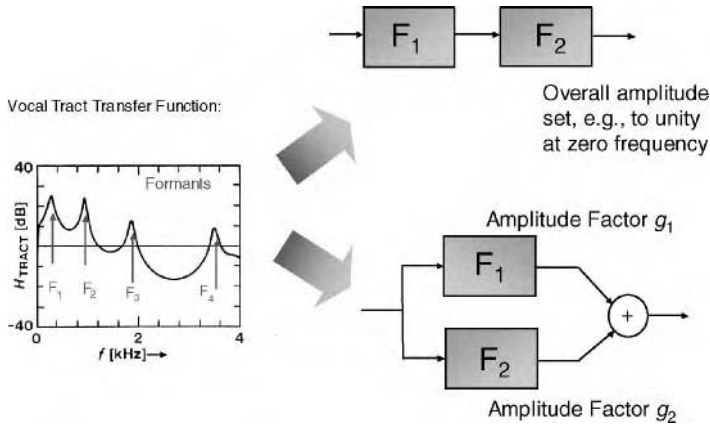 F1
F2
Overall amplitude
set, e.g., to unity
at zero frequency
Vocal Tract Transfer Function:
40
Formants
HTRACT [dB]
F1
F2
F3
F4
-40
0
2
4
f [kHz]→
Amplitude Factor g1
F1
+
F2
Amplitude Factor g2